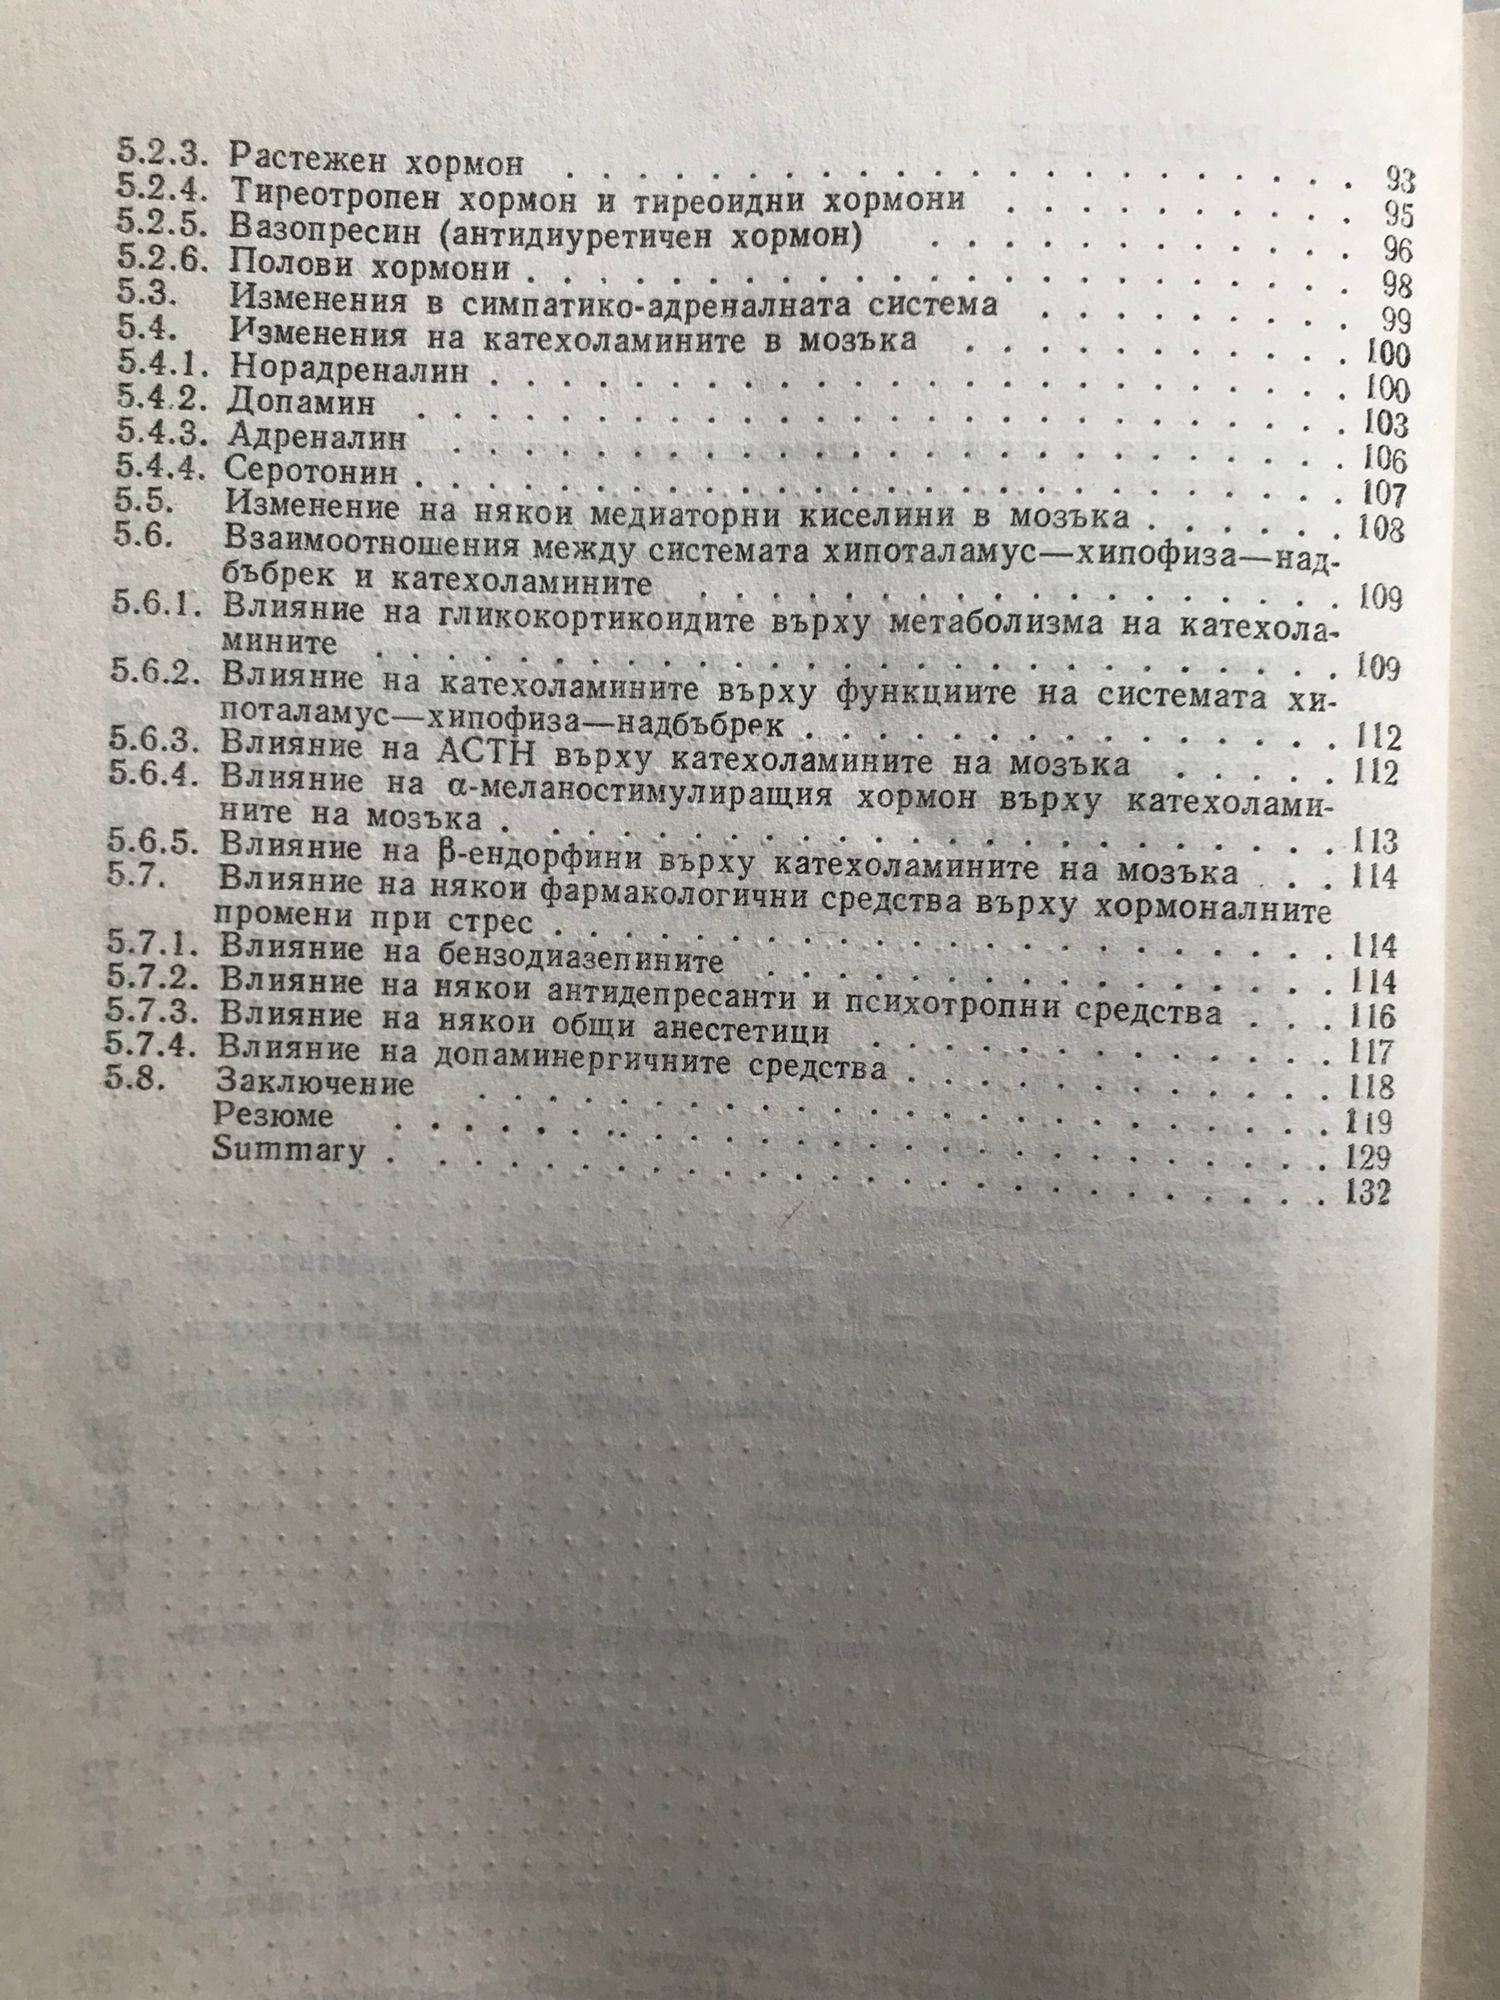 5.2.3. Растежен хормон . . . . . . . . . . . . . . . . . . . 93
5.2.4. Тиреотропен хормон и тиреоидни хормони . . . . . . . . . . 95
5.2.5. Вазопресин (антидиуретичен хормон) . . . . . . . . . . . . 96
5.2.6. Полови хормони . . . . . . . . . . . . . . . . . . . . 98
5.3. Изменения в симпатико-адреналната система . . . . . . . . . 99
5.4. Изменения на катехоламините в мозъка . . . . . . . . . . . 100
5.4.1. Норадреналин . . . . . . . . . . . . . . . . . . . . . 100
5.4.2. Допамин . . . . . . . . . . . . . . . . . . . . . . . 103
5.4.3. Адреналин . . . . . . . . . . . . . . . . . . . . . . 106
5.4.4. Серотонин . . . . . . . . . . . . . . . . . . . . . . 107
5.5. Изменение на някои медиаторни киселини в мозъка . . . . . . 108
5.6. Взаимоотношения между системата хипоталамус—хипофиза—над-
бъбрек и катехоламините . . . . . . . . . . . . . . . . . 109
5.6.1. Влияние на гликокортикоидите върху метаболизма на катехола-
мините . . . . . . . . . . . . . . . . . . . . . . . . 109
5.6.2. Влияние на катехоламините върху функциите на системата хи-
поталамус—хипофиза—надбъбрек . . . . . . . . . . . . . . 112
5.6.3. Влияние на АСТН върху катехоламините на мозъка . . . . . 112
5.6.4. Влияние на α-меланостимулиращия хормон върху катехолами-
ните на мозъка . . . . . . . . . . . . . . . . . . . . . 113
5.6.5. Влияние на β-ендорфини върху катехоламините на мозъка . . . 114
5.7. Влияние на някои фармакологични средства върху хормоналните
промени при стрес . . . . . . . . . . . . . . . . . . . . 114
5.7.1. Влияние на бензодиазепините . . . . . . . . . . . . . . . 114
5.7.2. Влияние на някои антидепресанти и психотропни средства . . . 116
5.7.3. Влияние на някои общи анестетици . . . . . . . . . . . . 117
5.7.4. Влияние на допаминергичните средства . . . . . . . . . . . 118
5.8. Заключение . . . . . . . . . . . . . . . . . . . . . . 119
Резюме . . . . . . . . . . . . . . . . . . . . . . . . 129
Summary . . . . . . . . . . . . . . . . . . . . . . . 132